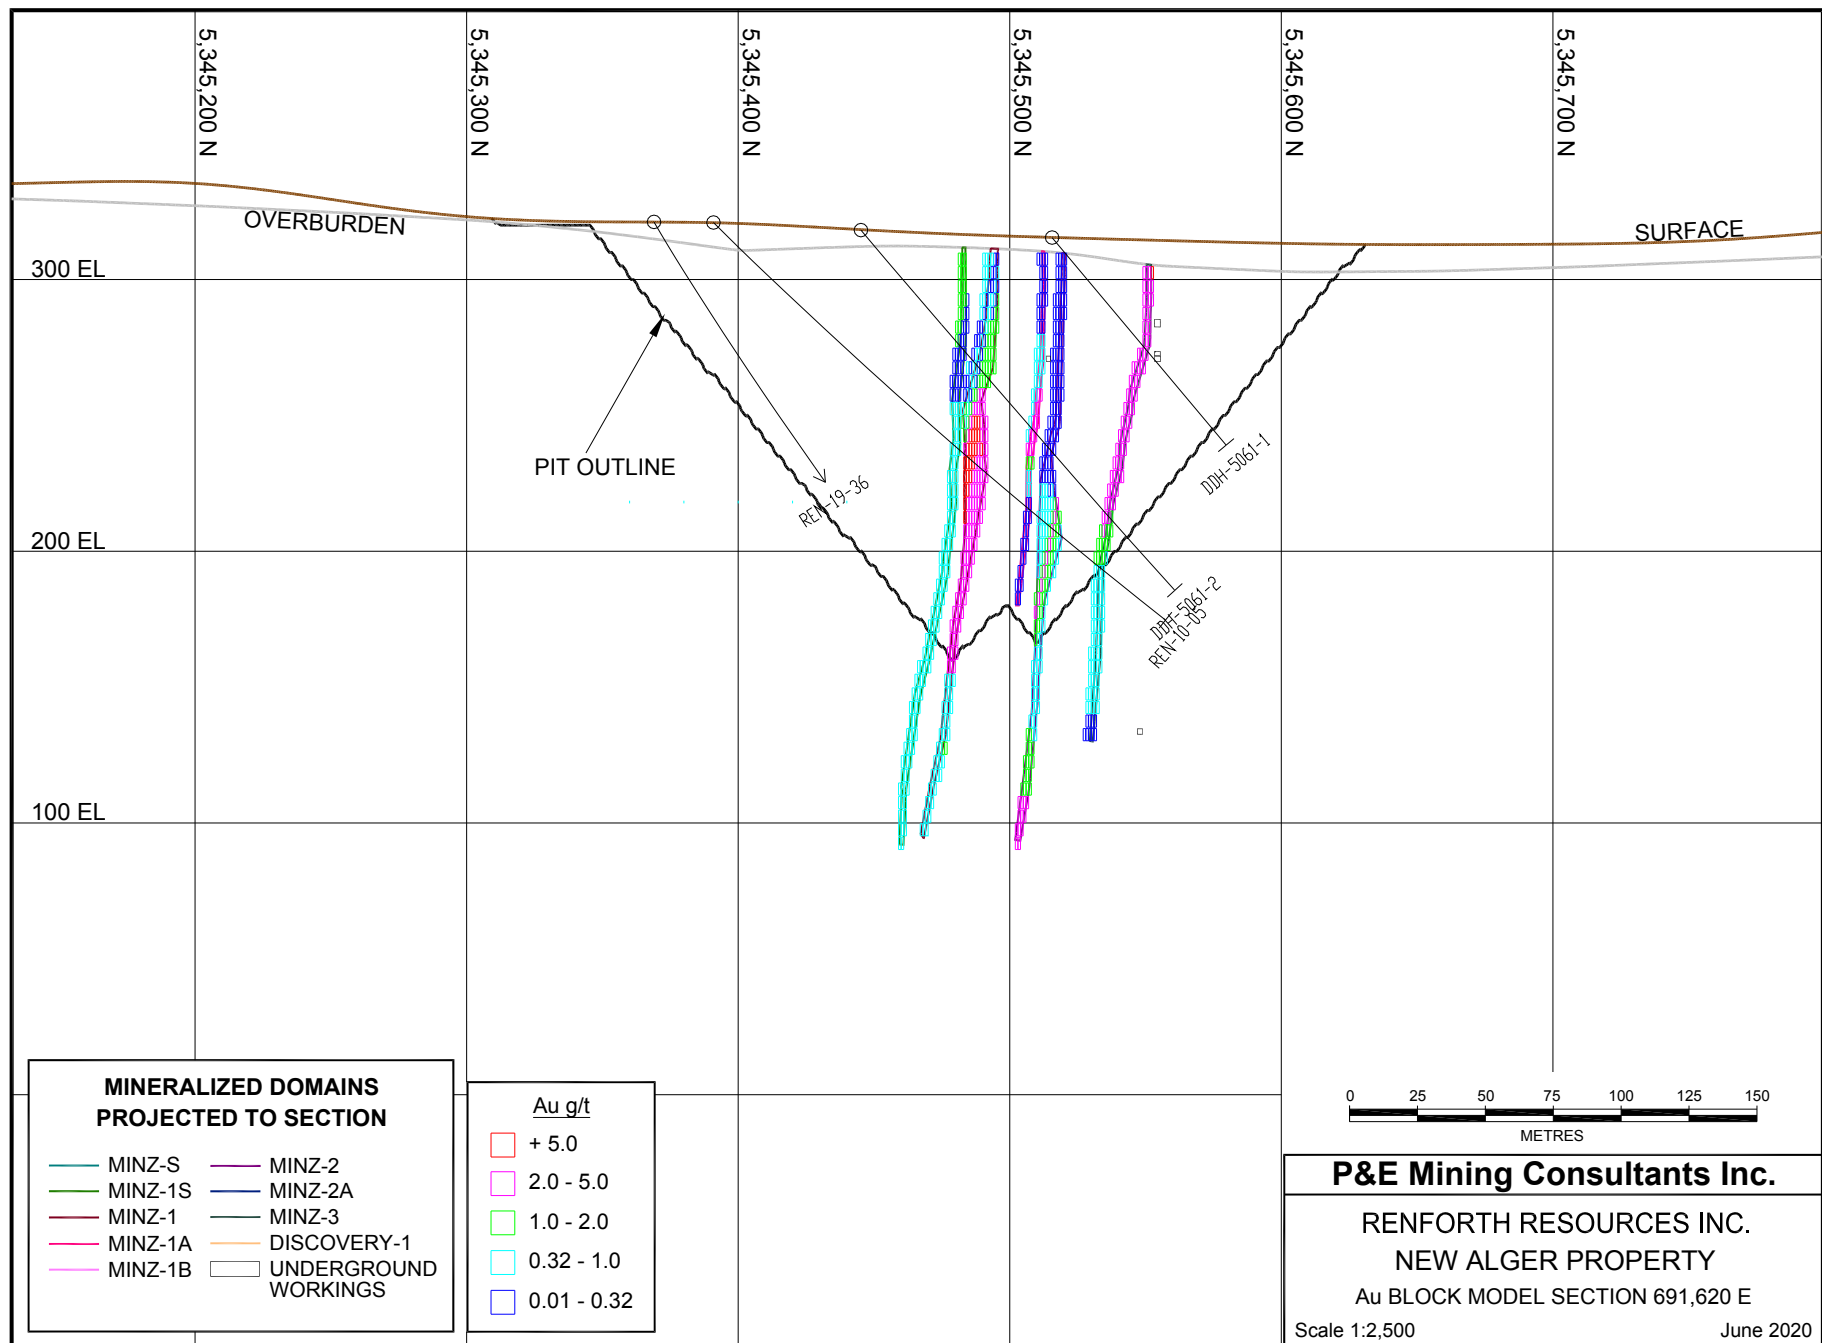 5,345,200 N
5,345,300 N
5,345,400 N
5,345,500 N
5,345,600 N
5,345,700 N
OVERBURDEN
SURFACE
300 EL
PIT OUTLINE
REN-19-36
DDH-5061-1
200 EL
DDH-5061-2
REN-10-05
100 EL
MINERALIZED DOMAINS
PROJECTED TO SECTION
MINZ-S
MINZ-1S
MINZ-1
MINZ-1A
MINZ-1B
MINZ-2
MINZ-2A
MINZ-3
DISCOVERY-1
UNDERGROUND
WORKINGS
Au g/t
+ 5.0
2.0 - 5.0
1.0 - 2.0
0.32 - 1.0
0.01 - 0.32
0 25 50 75 100 125 150
METRES
P&E Mining Consultants Inc.
RENFORTH RESOURCES INC.
NEW ALGER PROPERTY
Au BLOCK MODEL SECTION 691,620 E
Scale 1:2,500 June 2020